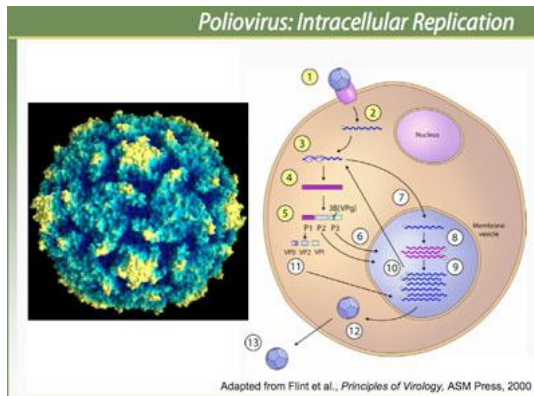 Poliovirus: Intracellular Replication
1
2
Nucleus
3
4
7
3B(VPg)
5
8
Membrane
vesicle
P1 P2 P3
6
9
VP0 VP2 VP1
10
11
12
13
Adapted from Flint et al., Principles of Virology, ASM Press, 2000